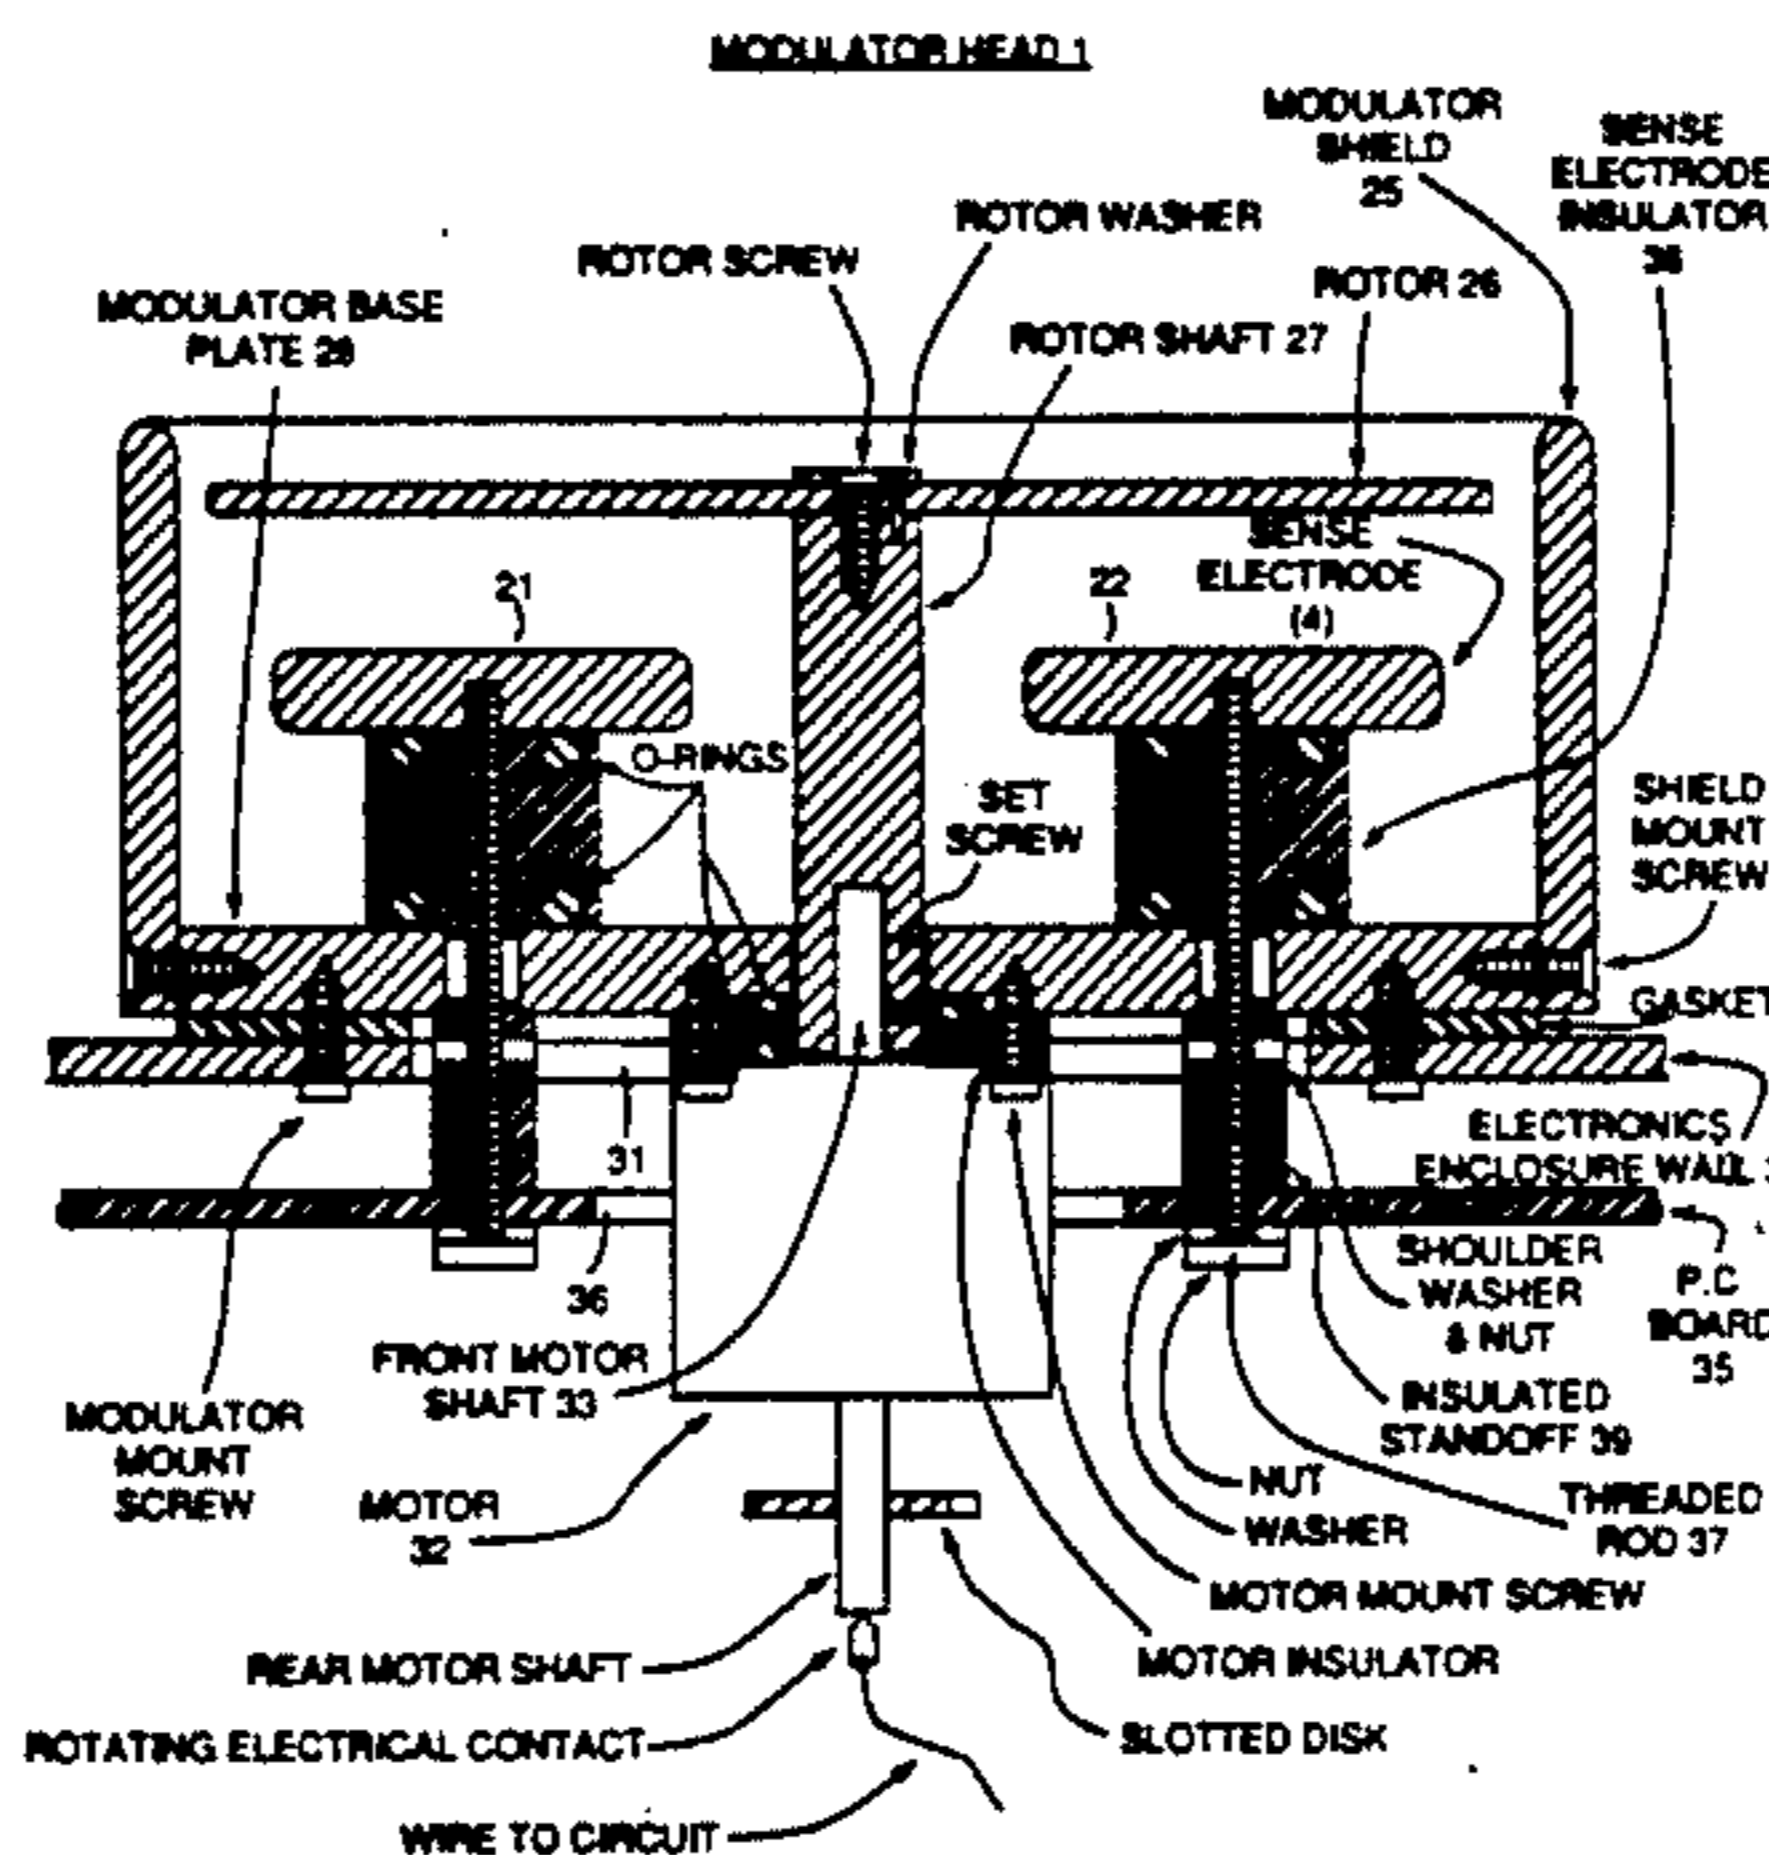 MODULATOR HEAD 1
MODULATOR
SHIELD
25
SENSE
ELECTRODE
INSULATOR
ROTOR WASHER
ROTOR SCREW
ROTOR 26
MODULATOR BASE
PLATE
ROTOR SHAFT 27
SENSE
ELECTRODE
(4)
21
22
O-RINGS
SET
SCREW
SHIELD
MOUNT
SCREW
GASKET
31
ELECTRONICS
ENCLOSURE WALL
36
SHOULDER
WASHER
& NUT
P.C
BOARD
35
FRONT MOTOR
SHAFT 33
INSULATED
STANDOFF 39
MODULATOR
MOUNT
SCREW
MOTOR
32
NUT
WASHER
THREADED
ROD 37
MOTOR MOUNT SCREW
REAR MOTOR SHAFT
MOTOR INSULATOR
ROTATING ELECTRICAL CONTACT
SLOTTED DISK
WIRE TO CIRCUIT